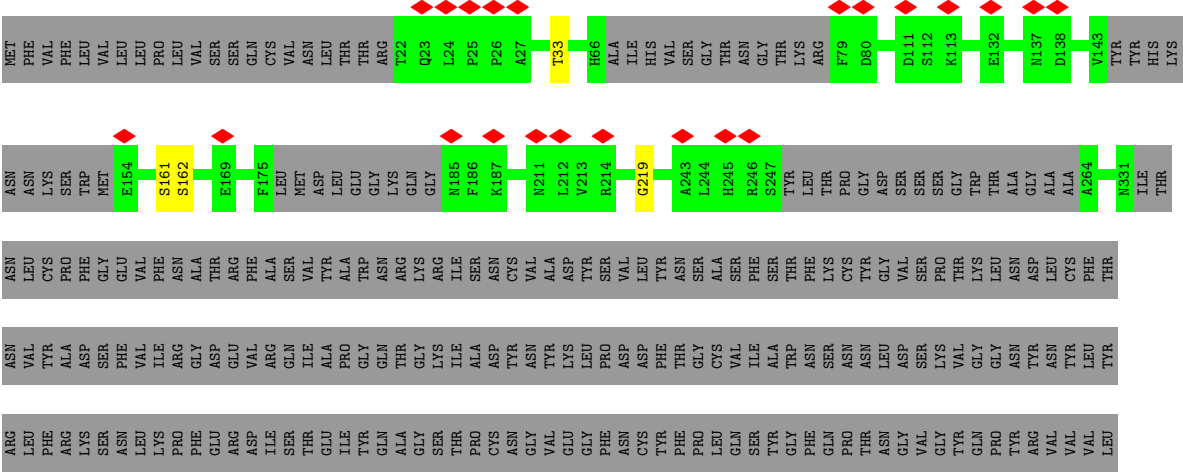 MET PHE VAL PHE LEU VAL LEU LEU PRO LEU VAL SER SER GLN CYS VAL ASN LEU THR THR ARG T22 Q23 L24 P25 P26 A27 T33 H66 ALA ILE HIS VAL SER GLY THR ASN GLY THR LYS ARG F79 D80 D111 S112 K113 E132 N137 D138 V143 TYR TYR HIS LYS
ASN ASN LYS SER TRP MET E154 S161 S162 E169 F175 LEU MET ASP LEU GLU GLY LYS GLN GLY N185 F186 K187 N211 L212 V213 R214 G219 A243 L244 H245 R246 S247 TYR LEU THR PRO GLY ASP SER SER SER GLY TRP THR ALA GLY ALA ALA A264 N331 ILE THR
ASN LEU CYS PRO PHE GLY GLU VAL PHE ASN ALA THR ARG PHE ALA SER VAL TYR ALA TRP ASN ARG LYS ARG ILE SER ASN CYS VAL ALA ASP TYR SER VAL LEU TYR ASN SER ALA SER PHE SER THR PHE LYS CYS TYR GLY VAL SER PRO THR LYS LEU ASN ASP LEU CYS PHE THR
ASN VAL TYR ALA ASP SER PHE VAL ILE ARG GLY ASP GLU VAL ARG GLN ILE ALA PRO GLY GLN THR GLY LYS ILE ALA ASP TYR ASN TYR LYS LEU PRO ASP ASP PHE THR GLY CYS VAL ILE ALA TRP ASN SER ASN ASN LEU ASP SER LYS VAL GLY GLY ASN TYR ASN TYR LEU TYR
ARG LEU PHE ARG LYS SER ASN LEU LYS PRO PHE GLU ARG ASP ILE SER THR GLU ILE TYR GLN ALA GLY SER THR PRO CYS ASN GLY VAL GLU GLY PHE ASN CYS TYR PHE PRO LEU GLN SER TYR GLY PHE GLN PRO THR ASN GLY VAL GLY TYR GLN PRO TYR ARG VAL VAL VAL LEU